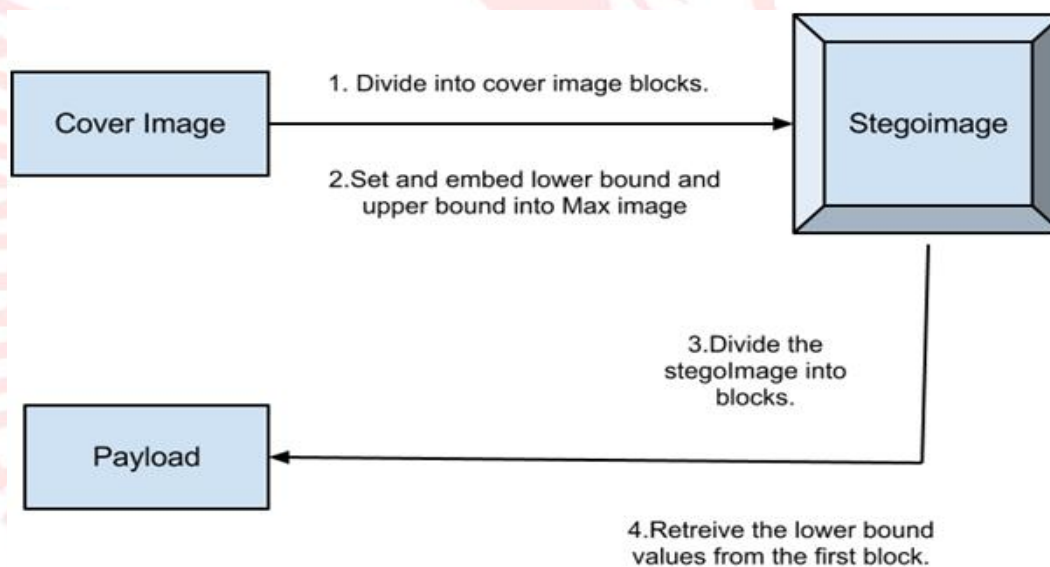 Cover Image
1. Divide into cover image blocks.
2.Set and embed lower bound and
upper bound into Max image
Stegoimage
3.Divide the
stegoImage into
blocks.
Payload
4.Retreive the lower bound
values from the first block.